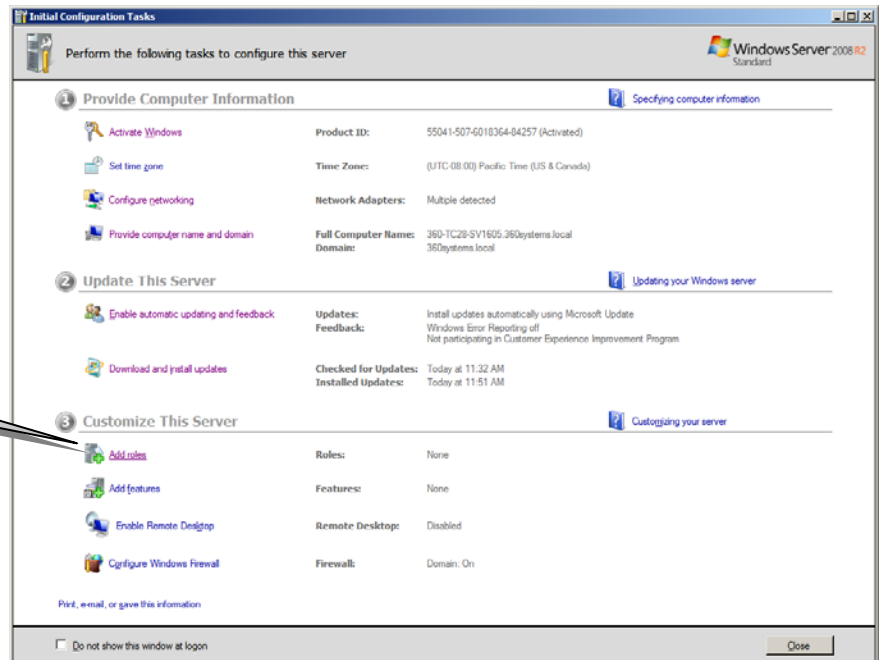 Initial Configuration Tasks
Perform the following tasks to configure this server
Windows Server 2008 R2
Standard
1 Provide Computer Information
Specifying computer information
Activate Windows Product ID: 55041-507-6018364-84257 (Activated)
Set time zone Time Zone: (UTC-08:00) Pacific Time (US & Canada)
Configure networking Network Adapters: Multiple detected
Provide computer name and domain Full Computer Name: 360-TC28-SV1605.360systems.local
Domain: 360systems.local
2 Update This Server
Updating your Windows server
Enable automatic updating and feedback Updates: Install updates automatically using Microsoft Update
Feedback: Windows Error Reporting off
Not participating in Customer Experience Improvement Program
Download and install updates Checked for Updates: Today at 11:32 AM
Installed Updates: Today at 11:51 AM
3 Customize This Server
Customizing your server
Add roles Roles: None
Add features Features: None
Enable Remote Desktop Remote Desktop: Disabled
Configure Windows Firewall Firewall: Domain: On
Print, e-mail, or save this information
Do not show this window at logon
Close